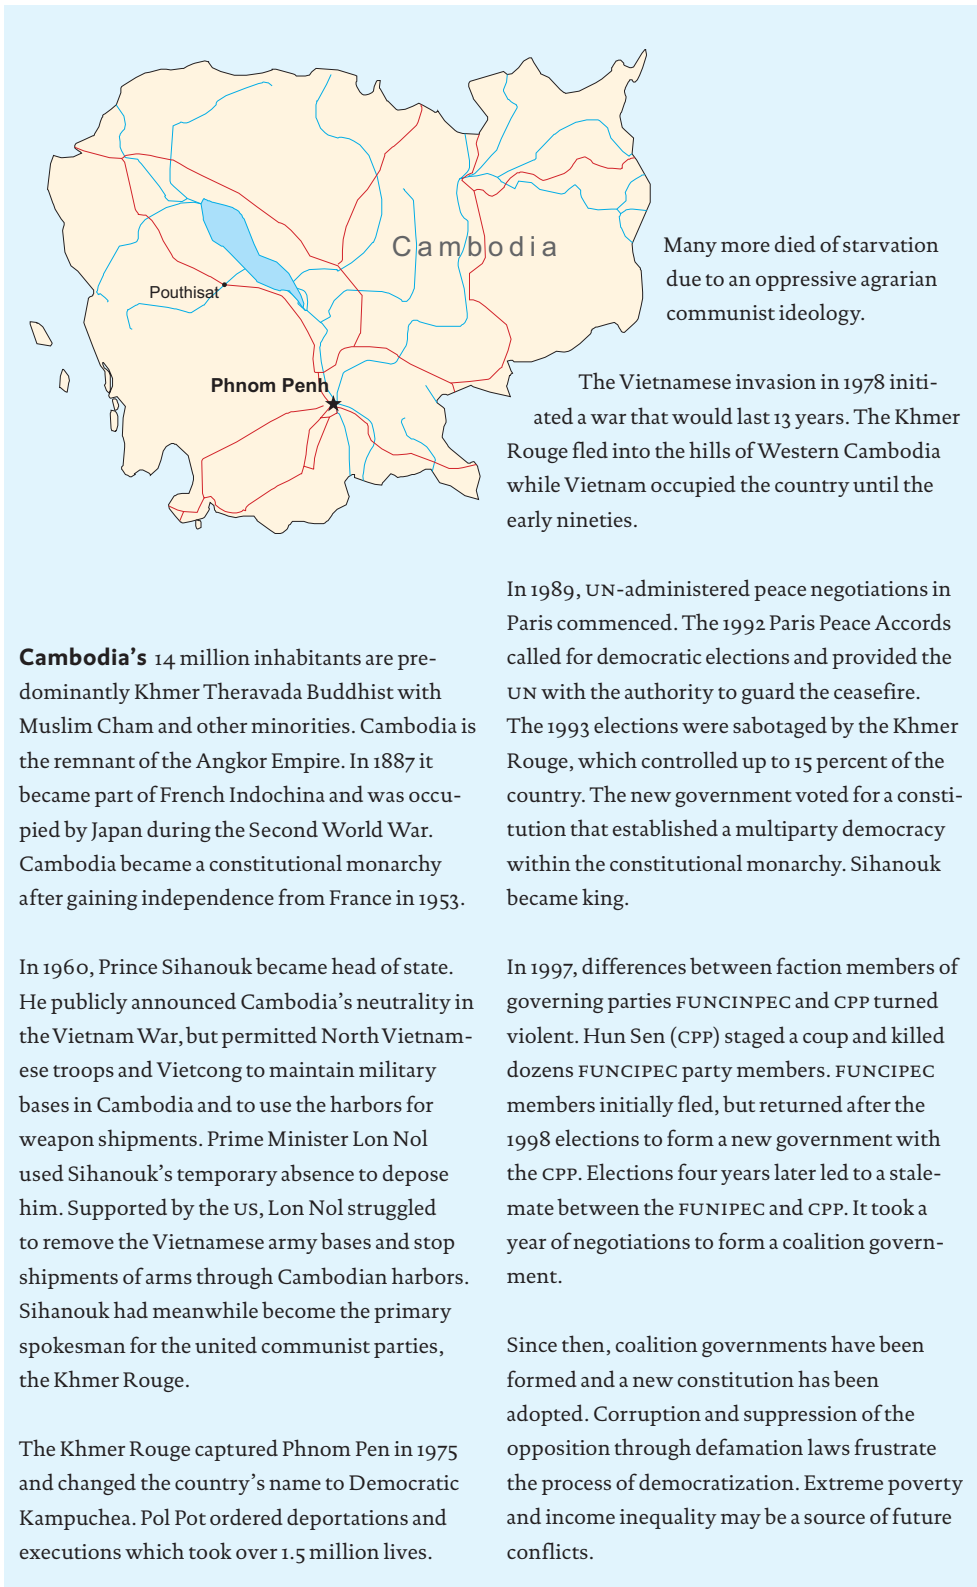 Cambodia
Pouthisat
Phnom Penh
Cambodia's 14 million inhabitants are pre-
dominantly Khmer Theravada Buddhist with
Muslim Cham and other minorities. Cambodia is
the remnant of the Angkor Empire. In 1887 it
became part of French Indochina and was occu-
pied by Japan during the Second World War.
Cambodia became a constitutional monarchy
after gaining independence from France in 1953.

In 1960, Prince Sihanouk became head of state.
He publicly announced Cambodia's neutrality in
the Vietnam War, but permitted North Vietnam-
ese troops and Vietcong to maintain military
bases in Cambodia and to use the harbors for
weapon shipments. Prime Minister Lon Nol
used Sihanouk's temporary absence to depose
him. Supported by the US, Lon Nol struggled
to remove the Vietnamese army bases and stop
shipments of arms through Cambodian harbors.
Sihanouk had meanwhile become the primary
spokesman for the united communist parties,
the Khmer Rouge.

The Khmer Rouge captured Phnom Pen in 1975
and changed the country's name to Democratic
Kampuchea. Pol Pot ordered deportations and
executions which took over 1.5 million lives.
Many more died of starvation
due to an oppressive agrarian
communist ideology.

The Vietnamese invasion in 1978 initi-
ated a war that would last 13 years. The Khmer
Rouge fled into the hills of Western Cambodia
while Vietnam occupied the country until the
early nineties.

In 1989, UN-administered peace negotiations in
Paris commenced. The 1992 Paris Peace Accords
called for democratic elections and provided the
UN with the authority to guard the ceasefire.
The 1993 elections were sabotaged by the Khmer
Rouge, which controlled up to 15 percent of the
country. The new government voted for a consti-
tution that established a multiparty democracy
within the constitutional monarchy. Sihanouk
became king.

In 1997, differences between faction members of
governing parties FUNCINPEC and CPP turned
violent. Hun Sen (CPP) staged a coup and killed
dozens FUNCIPEC party members. FUNCIPEC
members initially fled, but returned after the
1998 elections to form a new government with
the CPP. Elections four years later led to a stale-
mate between the FUNIPEC and CPP. It took a
year of negotiations to form a coalition govern-
ment.

Since then, coalition governments have been
formed and a new constitution has been
adopted. Corruption and suppression of the
opposition through defamation laws frustrate
the process of democratization. Extreme poverty
and income inequality may be a source of future
conflicts.